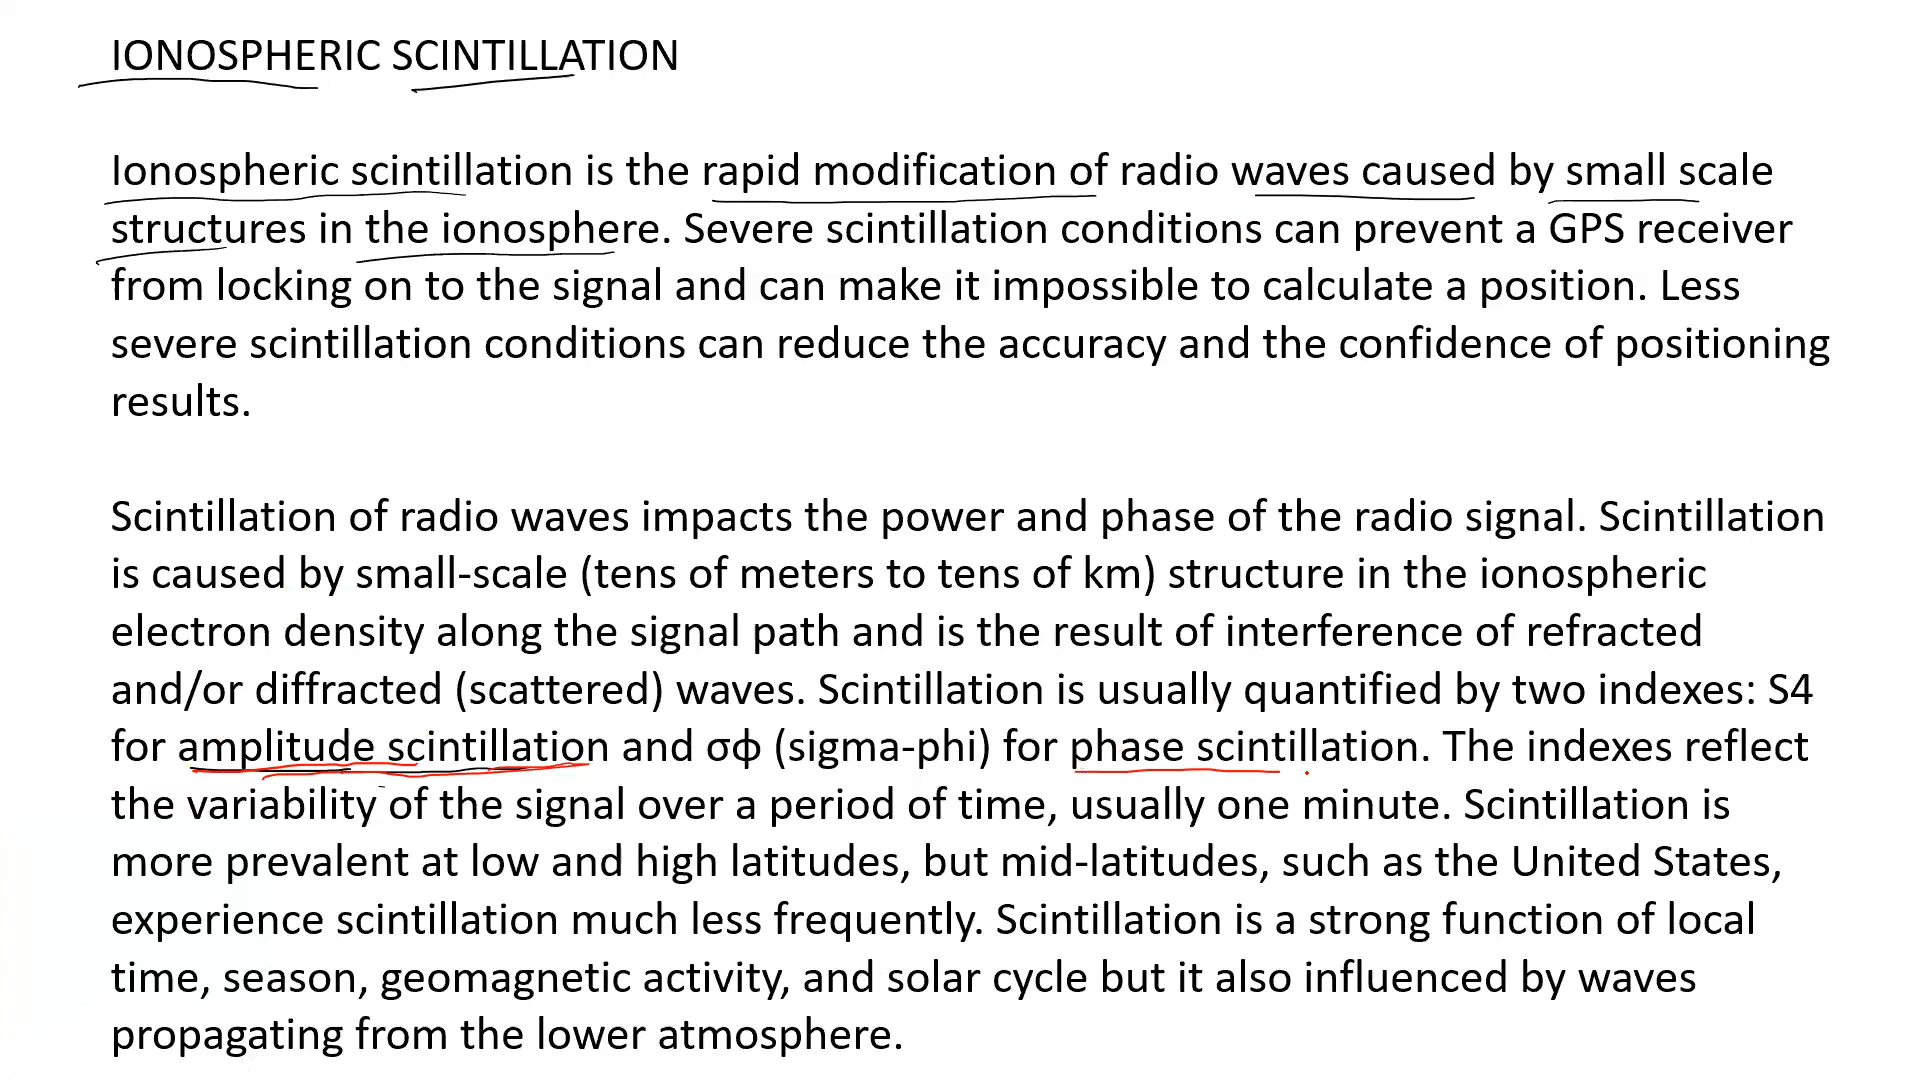 IONOSPHERIC SCINTILLATION
Ionospheric scintillation is the rapid modification of radio waves caused by small scale
structures in the ionosphere. Severe scintillation conditions can prevent a GPS receiver
from locking on to the signal and can make it impossible to calculate a position. Less
severe scintillation conditions can reduce the accuracy and the confidence of positioning
results.
Scintillation of radio waves impacts the power and phase of the radio signal. Scintillation
is caused by small-scale (tens of meters to tens of km) structure in the ionospheric
electron density along the signal path and is the result of interference of refracted
and/or diffracted (scattered) waves. Scintillation is usually quantified by two indexes: S4
for amplitude scintillation and σφ (sigma-phi) for phase scintillation. The indexes reflect
the variability of the signal over a period of time, usually one minute. Scintillation is
more prevalent at low and high latitudes, but mid-latitudes, such as the United States,
experience scintillation much less frequently. Scintillation is a strong function of local
time, season, geomagnetic activity, and solar cycle but it also influenced by waves
propagating from the lower atmosphere.